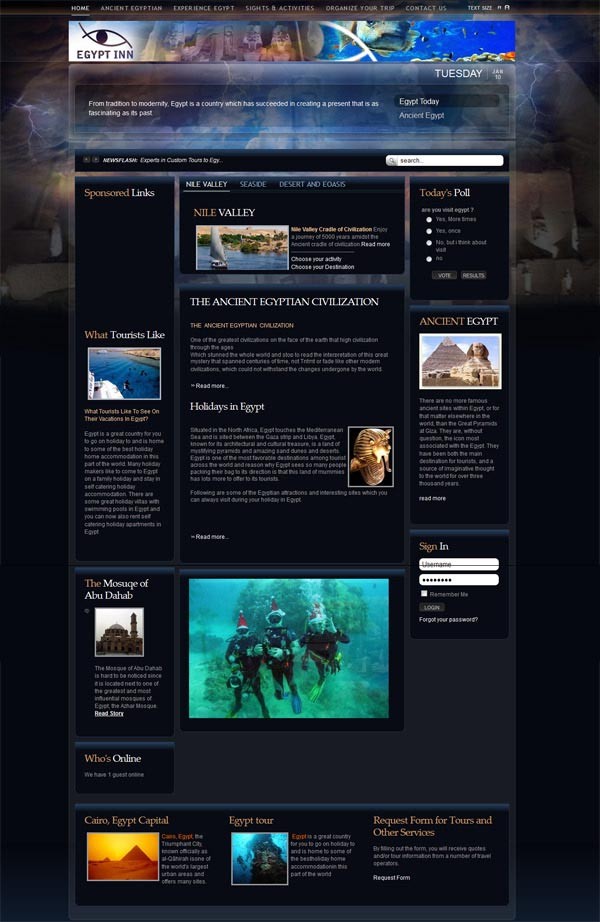 HOME ANCIENT EGYPTIAN EXPERIENCE EGYPT SIGHTS & ACTIVITIES ORGANIZE YOUR TRIP CONTACT US TEXT SIZE A A
EGYPT INN
TUESDAY JAN
10
From tradition to modernity, Egypt is a country which has succeeded in creating a present that is as
fascinating as its past
Egypt Today
Ancient Egypt
NEWSFLASH: Experts in Custom Tours to Egy...
search...
Sponsored Links
What Tourists Like
What Tourists Like To See On
Their Vacations In Egypt?
Egypt is a great country for you
to go on holiday to and is home
to some of the best holiday
home accommodation in this
part of the world. Many holiday
makers like to come to Egypt
on a family holiday and stay in
self catering holiday
accommodation. There are
some great holiday villas with
swimming pools in Egypt and
you can now also rent self
catering holiday apartments in
Egypt
The Mosuqe of
Abu Dahab
The Mosque of Abu Dahab
is hard to be noticed since
it is located next to one of
the greatest and most
influential mosques of
Egypt, the Azhar Mosque.
Read Story
Who's Online
We have 1 guest online
NILE VALLEY SEASIDE DESERT AND EOASIS
NILE VALLEY
Nile Valley Cradle of Civilization Enjoy
a journey of 5000 years amidst the
Ancient cradle of civilization Read more
Choose your activity
Choose your Destination
THE ANCIENT EGYPTIAN CIVILIZATION
THE ANCIENT EGYPTIAN CIVILIZATION
One of the greatest civilizations on the face of the earth that high civilization
through the ages
Which stunned the whole world and stop to read the interpretation of this great
mystery that spanned centuries of time, not Tntmt or fade like other modern
civilizations, which could not withstand the changes undergone by the world.
» Read more...
Holidays in Egypt
Situated in the North Africa, Egypt touches the Mediterranean
Sea and is sited between the Gaza strip and Libya. Egypt,
known for its architectural and cultural treasure, is a land of
mystifying pyramids and amazing sand dunes and deserts.
Egypt is one of the most favorable destinations among tourist
across the world and reason why Egypt sees so many people
packing their bag to its direction is that this land of mummies
has lots more to offer to its tourists.
Following are some of the Egyptian attractions and interesting sites which you
can always visit during your holiday in Egypt.
» Read more...
Today's Poll
are you visit egypt ?
Yes, More times
Yes, once
No, but i think about
visit
no
VOTE RESULTS
ANCIENT EGYPT
There are no more famous
ancient sites within Egypt, or for
that matter elsewhere in the
world, than the Great Pyramids
at Giza. They are, without
question, the icon most
associated with the Egypt. They
have been both the main
destination for tourists, and a
source of imaginative thought
to the world for over three
thousand years.
read more
Sign In
Username
Remember Me
LOGIN
Forgot your password?
Cairo, Egypt Capital
Cairo, Egypt, the
Triumphant City,
known officially as
al-Qāhirah isone of
the world's largest
urban areas and
offers many sites.
Egypt tour
Egypt is a great country
for you to go on holiday to
and is home to some of
the bestholiday home
accommodationin this
part of the world
Request Form for Tours and
Other Services
By filling out the form, you will receive quotes
and/or tour information from a number of travel
operators.
Request Form